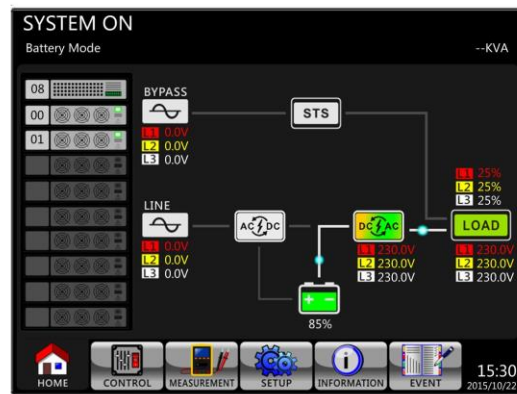 SYSTEM ON
Battery Mode
--KVA
08
00
01
BYPASS
L1 0.0V
L2 0.0V
L3 0.0V
STS
LINE
L1 0.0V
L2 0.0V
L3 0.0V
AC DC
DC AC
L1 230.0V
L2 230.0V
L3 230.0V
L1 25%
L2 25%
L3 25%
LOAD
L1 230.0V
L2 230.0V
L3 230.0V
+ -
85%
HOME
CONTROL
MEASUREMENT
SETUP
INFORMATION
EVENT
15:30
2015/10/22